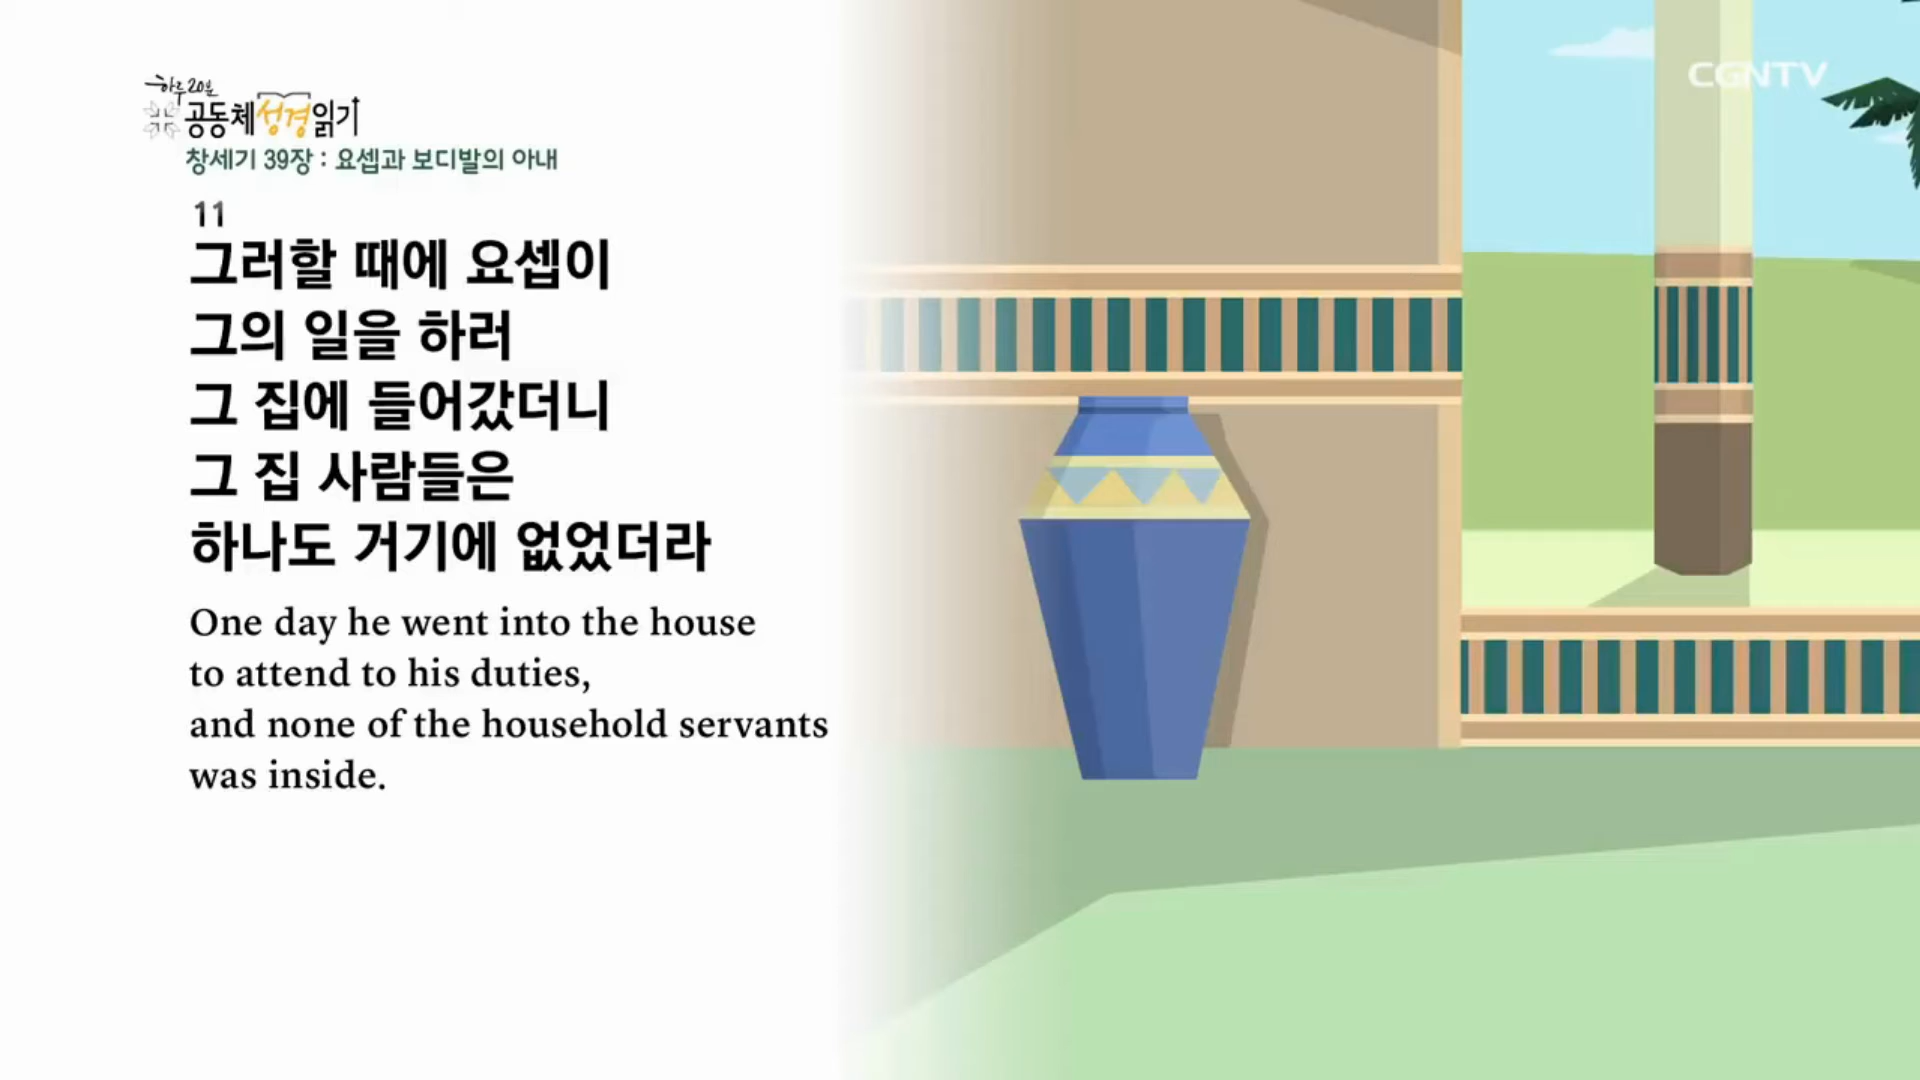 하루 20분
공동체성경읽기
창세기 39장 : 요셉과 보디발의 아내
CGNTV
11
그러할 때에 요셉이
그의 일을 하러
그 집에 들어갔더니
그 집 사람들은
하나도 거기에 없었더라
One day he went into the house
to attend to his duties,
and none of the household servants
was inside.